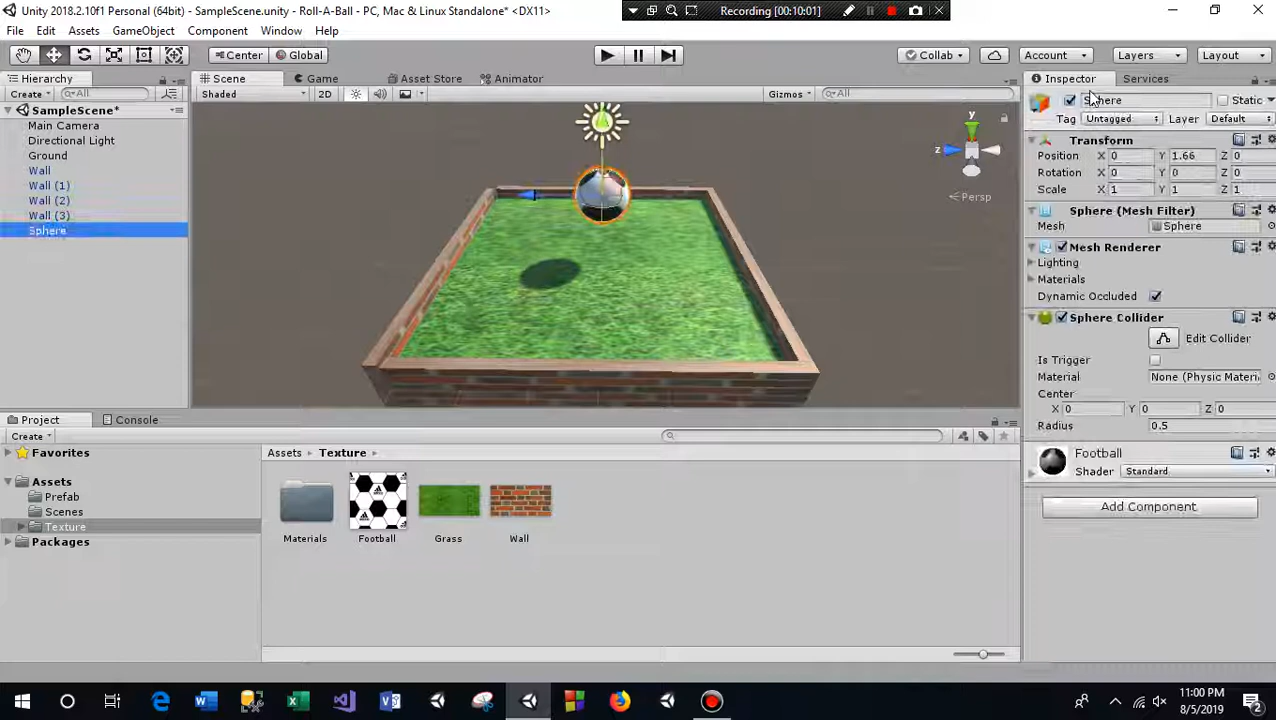 Unity 2018.2.10f1 Personal (64bit) - SampleScene.unity - Roll-A-Ball - PC, Mac & Linux Standalone* <DX11>
Recording [00:10:01]
File Edit Assets GameObject Component Window Help
Center Global
Collab Account Layers Layout
Hierarchy
Scene Game Asset Store Animator
Inspector Services
Create All
Shaded 2D Gizmos All
Sphere Static
Tag Untagged Layer Default
SampleScene*
Main Camera
Directional Light
Ground
Wall
Wall (1)
Wall (2)
Wall (3)
Sphere
y
z
Persp
Transform
Position X 0 Y 1.66 Z 0
Rotation X 0 Y 0 Z 0
Scale X 1 Y 1 Z 1
Sphere (Mesh Filter)
Mesh Sphere
Mesh Renderer
Lighting
Materials
Dynamic Occluded
Sphere Collider
Edit Collider
Is Trigger
Material None (Physic Materi
Center
X 0 Y 0 Z 0
Radius 0.5
Football
Shader Standard
Add Component
Project Console
Create
Favorites
Assets
Prefab
Scenes
Texture
Packages
Assets Texture
Materials Football Grass Wall
11:00 PM
8/5/2019
2